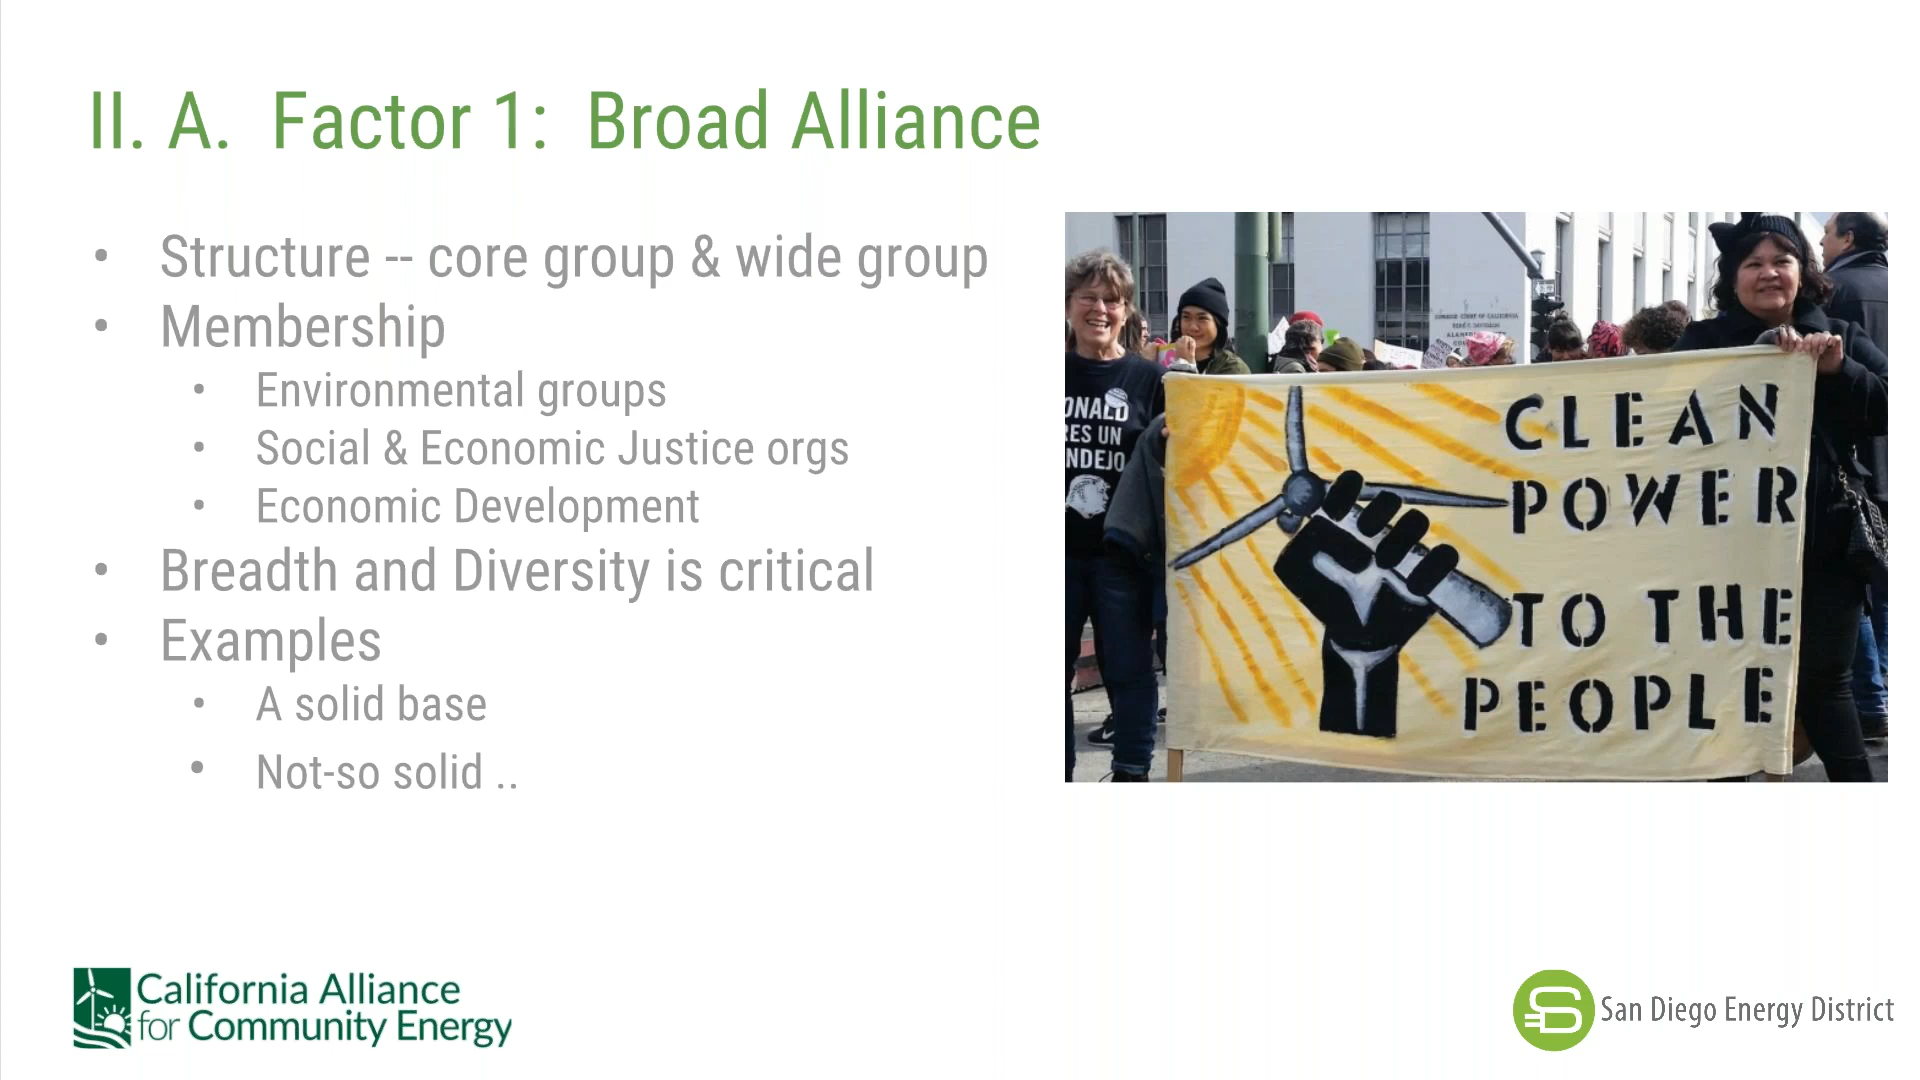 II. A. Factor 1: Broad Alliance
• Structure -- core group & wide group
• Membership
• Environmental groups
• Social & Economic Justice orgs
• Economic Development
• Breadth and Diversity is critical
• Examples
• A solid base
• Not-so solid ..
ONALD
RES UN
NDEJO
CLEAN
POWER
TO THE
PEOPLE
California Alliance
for Community Energy
San Diego Energy District